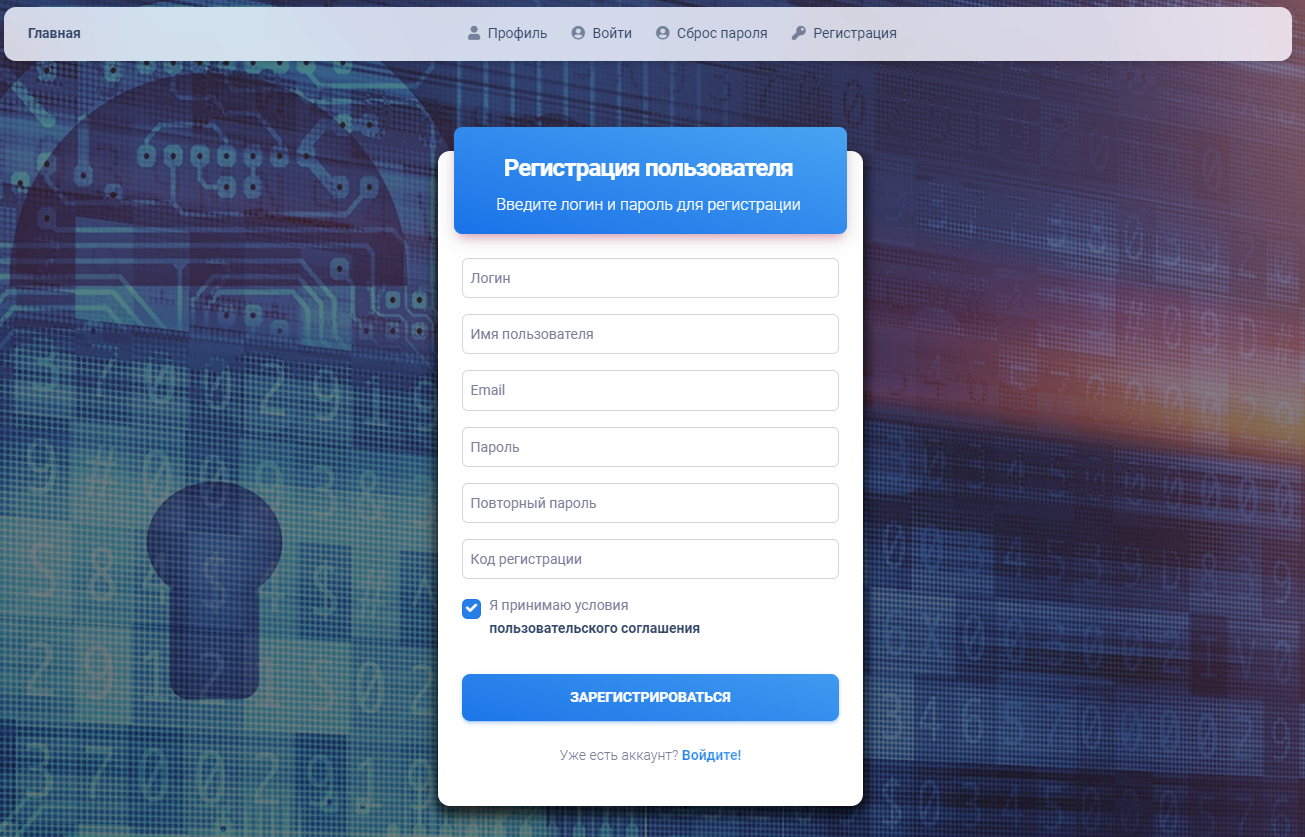 Главная
Профиль
Войти
Сброс пароля
Регистрация
Регистрация пользователя
Введите логин и пароль для регистрации
Логин
Имя пользователя
Email
Пароль
Повторный пароль
Код регистрации
Я принимаю условия
пользовательского соглашения
ЗАРЕГИСТРИРОВАТЬСЯ
Уже есть аккаунт? Войдите!